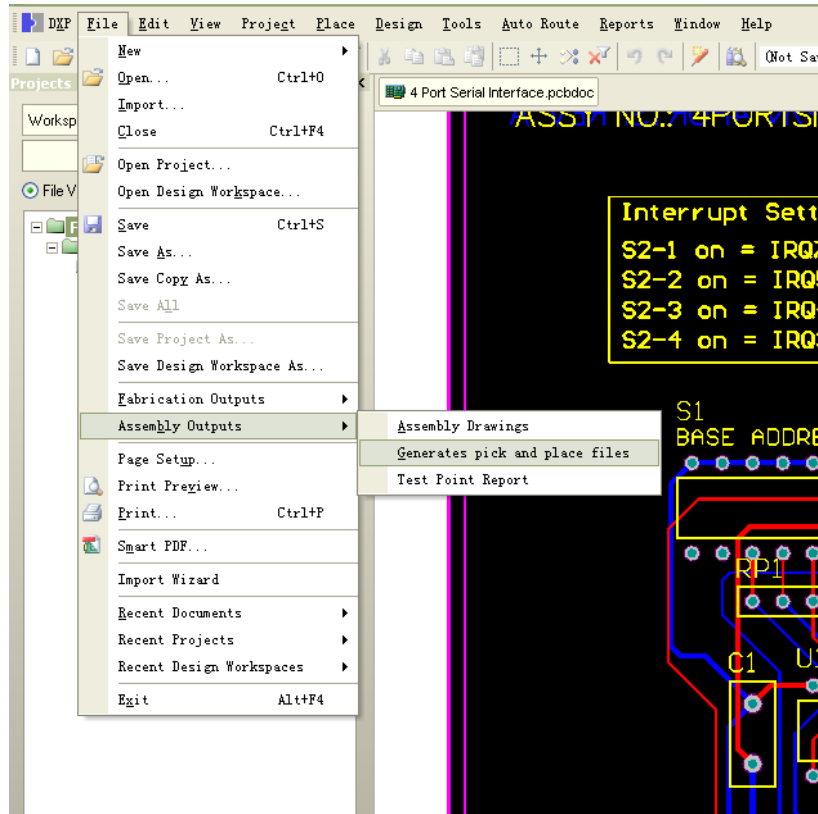 DXP File Edit View Project Place Design Tools Auto Route Reports Window Help
(Not Sa
Projects
Worksp
File V
F
New
Open... Ctrl+O
Import...
Close Ctrl+F4
Open Project...
Open Design Workspace...
Save Ctrl+S
Save As...
Save Copy As...
Save All
Save Project As...
Save Design Workspace As...
Fabrication Outputs
Assembly Outputs
Page Setup...
Print Preview...
Print... Ctrl+P
Smart PDF...
Import Wizard
Recent Documents
Recent Projects
Recent Design Workspaces
Exit Alt+F4
Assembly Drawings
Generates pick and place files
Test Point Report
4 Port Serial Interface.pcbdoc
ASSY NO.: 4PORTS
Interrupt Sett
S2-1 on = IRQ
S2-2 on = IRQ
S2-3 on = IRQ
S2-4 on = IRQ
S1
BASE ADDRE
RP1
C1
U